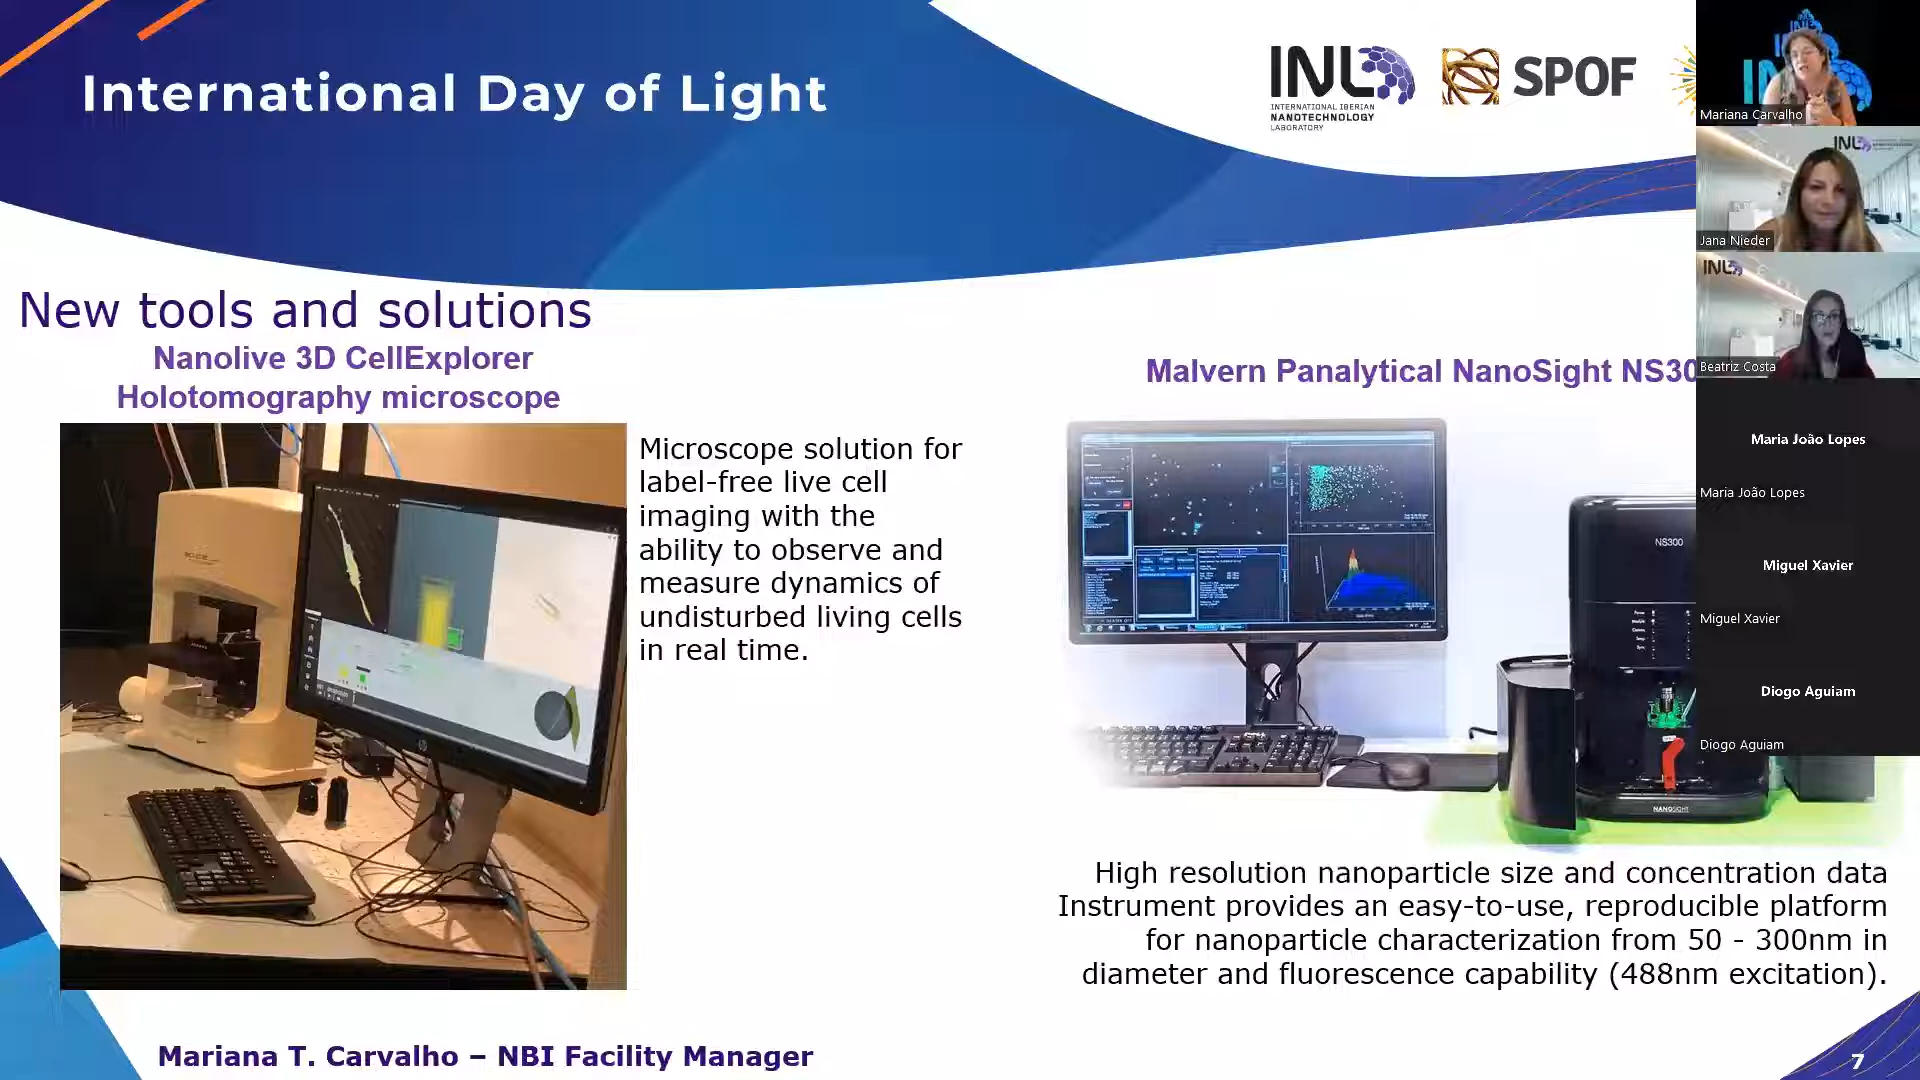 International Day of Light
INL
INTERNATIONAL IBERIAN
NANOTECHNOLOGY
LABORATORY
SPOF
New tools and solutions
Nanolive 3D CellExplorer
Holotomography microscope
Microscope solution for
label-free live cell
imaging with the
ability to observe and
measure dynamics of
undisturbed living cells
in real time.
Malvern Panalytical NanoSight NS30
NS300
NANOSIGHT
High resolution nanoparticle size and concentration data
Instrument provides an easy-to-use, reproducible platform
for nanoparticle characterization from 50 - 300nm in
diameter and fluorescence capability (488nm excitation).
Mariana T. Carvalho – NBI Facility Manager
7
Mariana Carvalho
INL
Jana Nieder
INL
Beatriz Costa
Maria João Lopes
Maria João Lopes
Miguel Xavier
Miguel Xavier
Diogo Aguiam
Diogo Aguiam